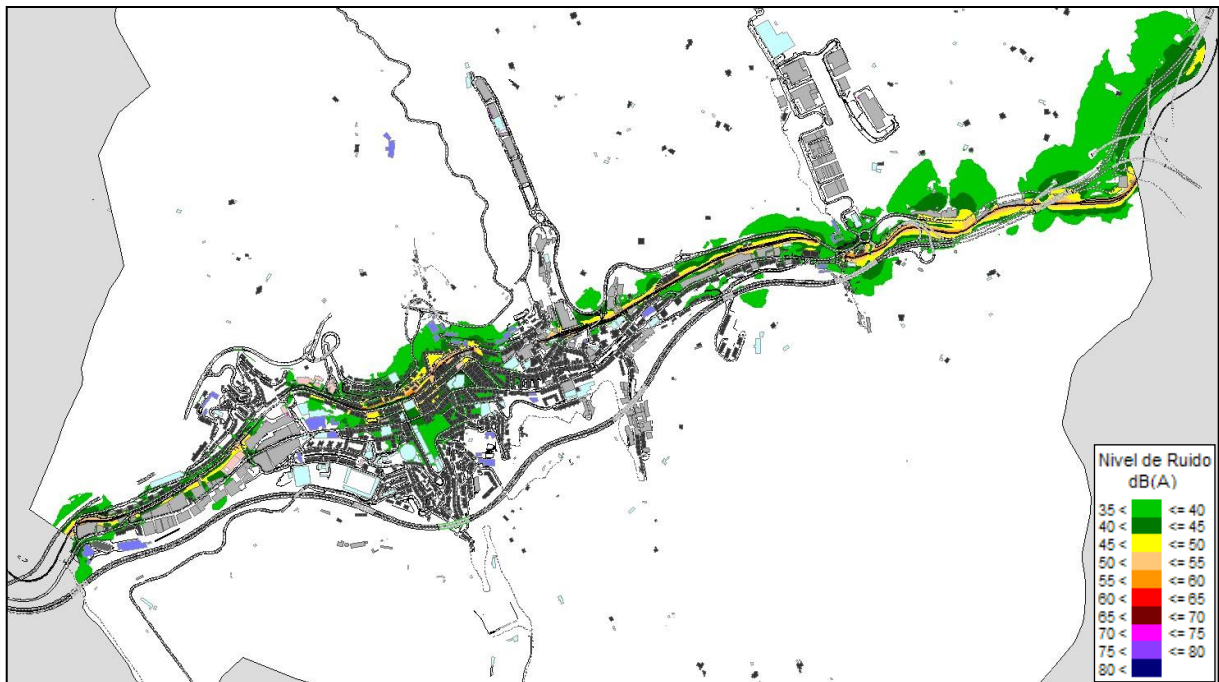 Nivel de Ruido
dB(A)
35 < <= 40
40 < <= 45
45 < <= 50
50 < <= 55
55 < <= 60
60 < <= 65
65 < <= 70
70 < <= 75
75 < <= 80
80 <